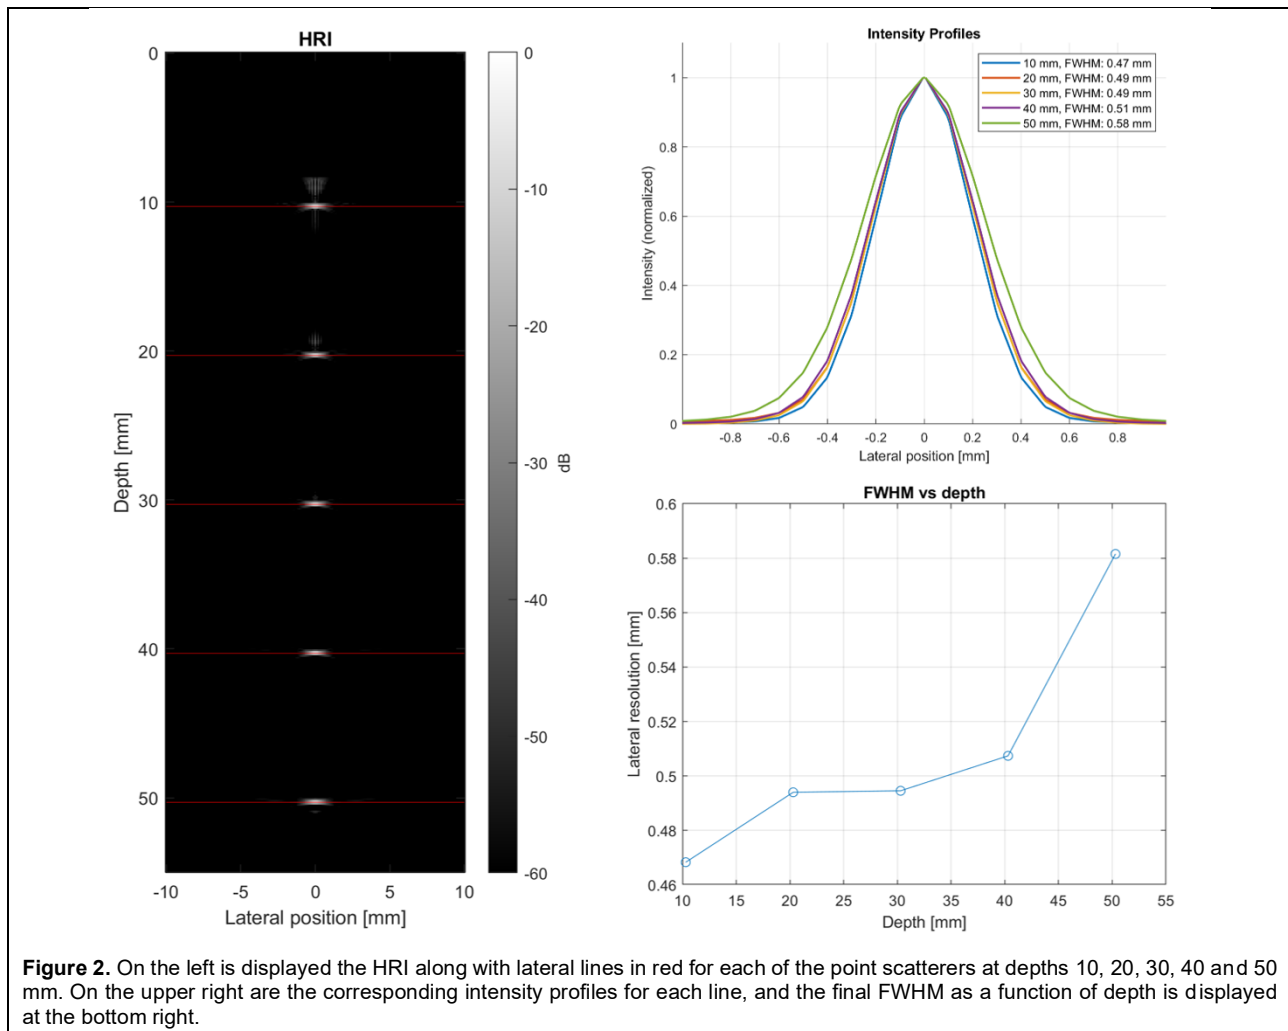 HRI
0
10
20
30
40
50
Depth [mm]
-10
-5
0
5
10
Lateral position [mm]
0
-10
-20
-30
-40
-50
-60
dB
Intensity Profiles
10 mm, FWHM: 0.47 mm
20 mm, FWHM: 0.49 mm
30 mm, FWHM: 0.49 mm
40 mm, FWHM: 0.51 mm
50 mm, FWHM: 0.58 mm
1
0.8
0.6
0.4
0.2
0
Intensity (normalized)
-0.8
-0.6
-0.4
-0.2
0
0.2
0.4
0.6
0.8
Lateral position [mm]
FWHM vs depth
0.6
0.58
0.56
0.54
0.52
0.5
0.48
0.46
Lateral resolution [mm]
10
15
20
25
30
35
40
45
50
55
Depth [mm]
Figure 2. On the left is displayed the HRI along with lateral lines in red for each of the point scatterers at depths 10, 20, 30, 40 and 50
mm. On the upper right are the corresponding intensity profiles for each line, and the final FWHM as a function of depth is displayed
at the bottom right.